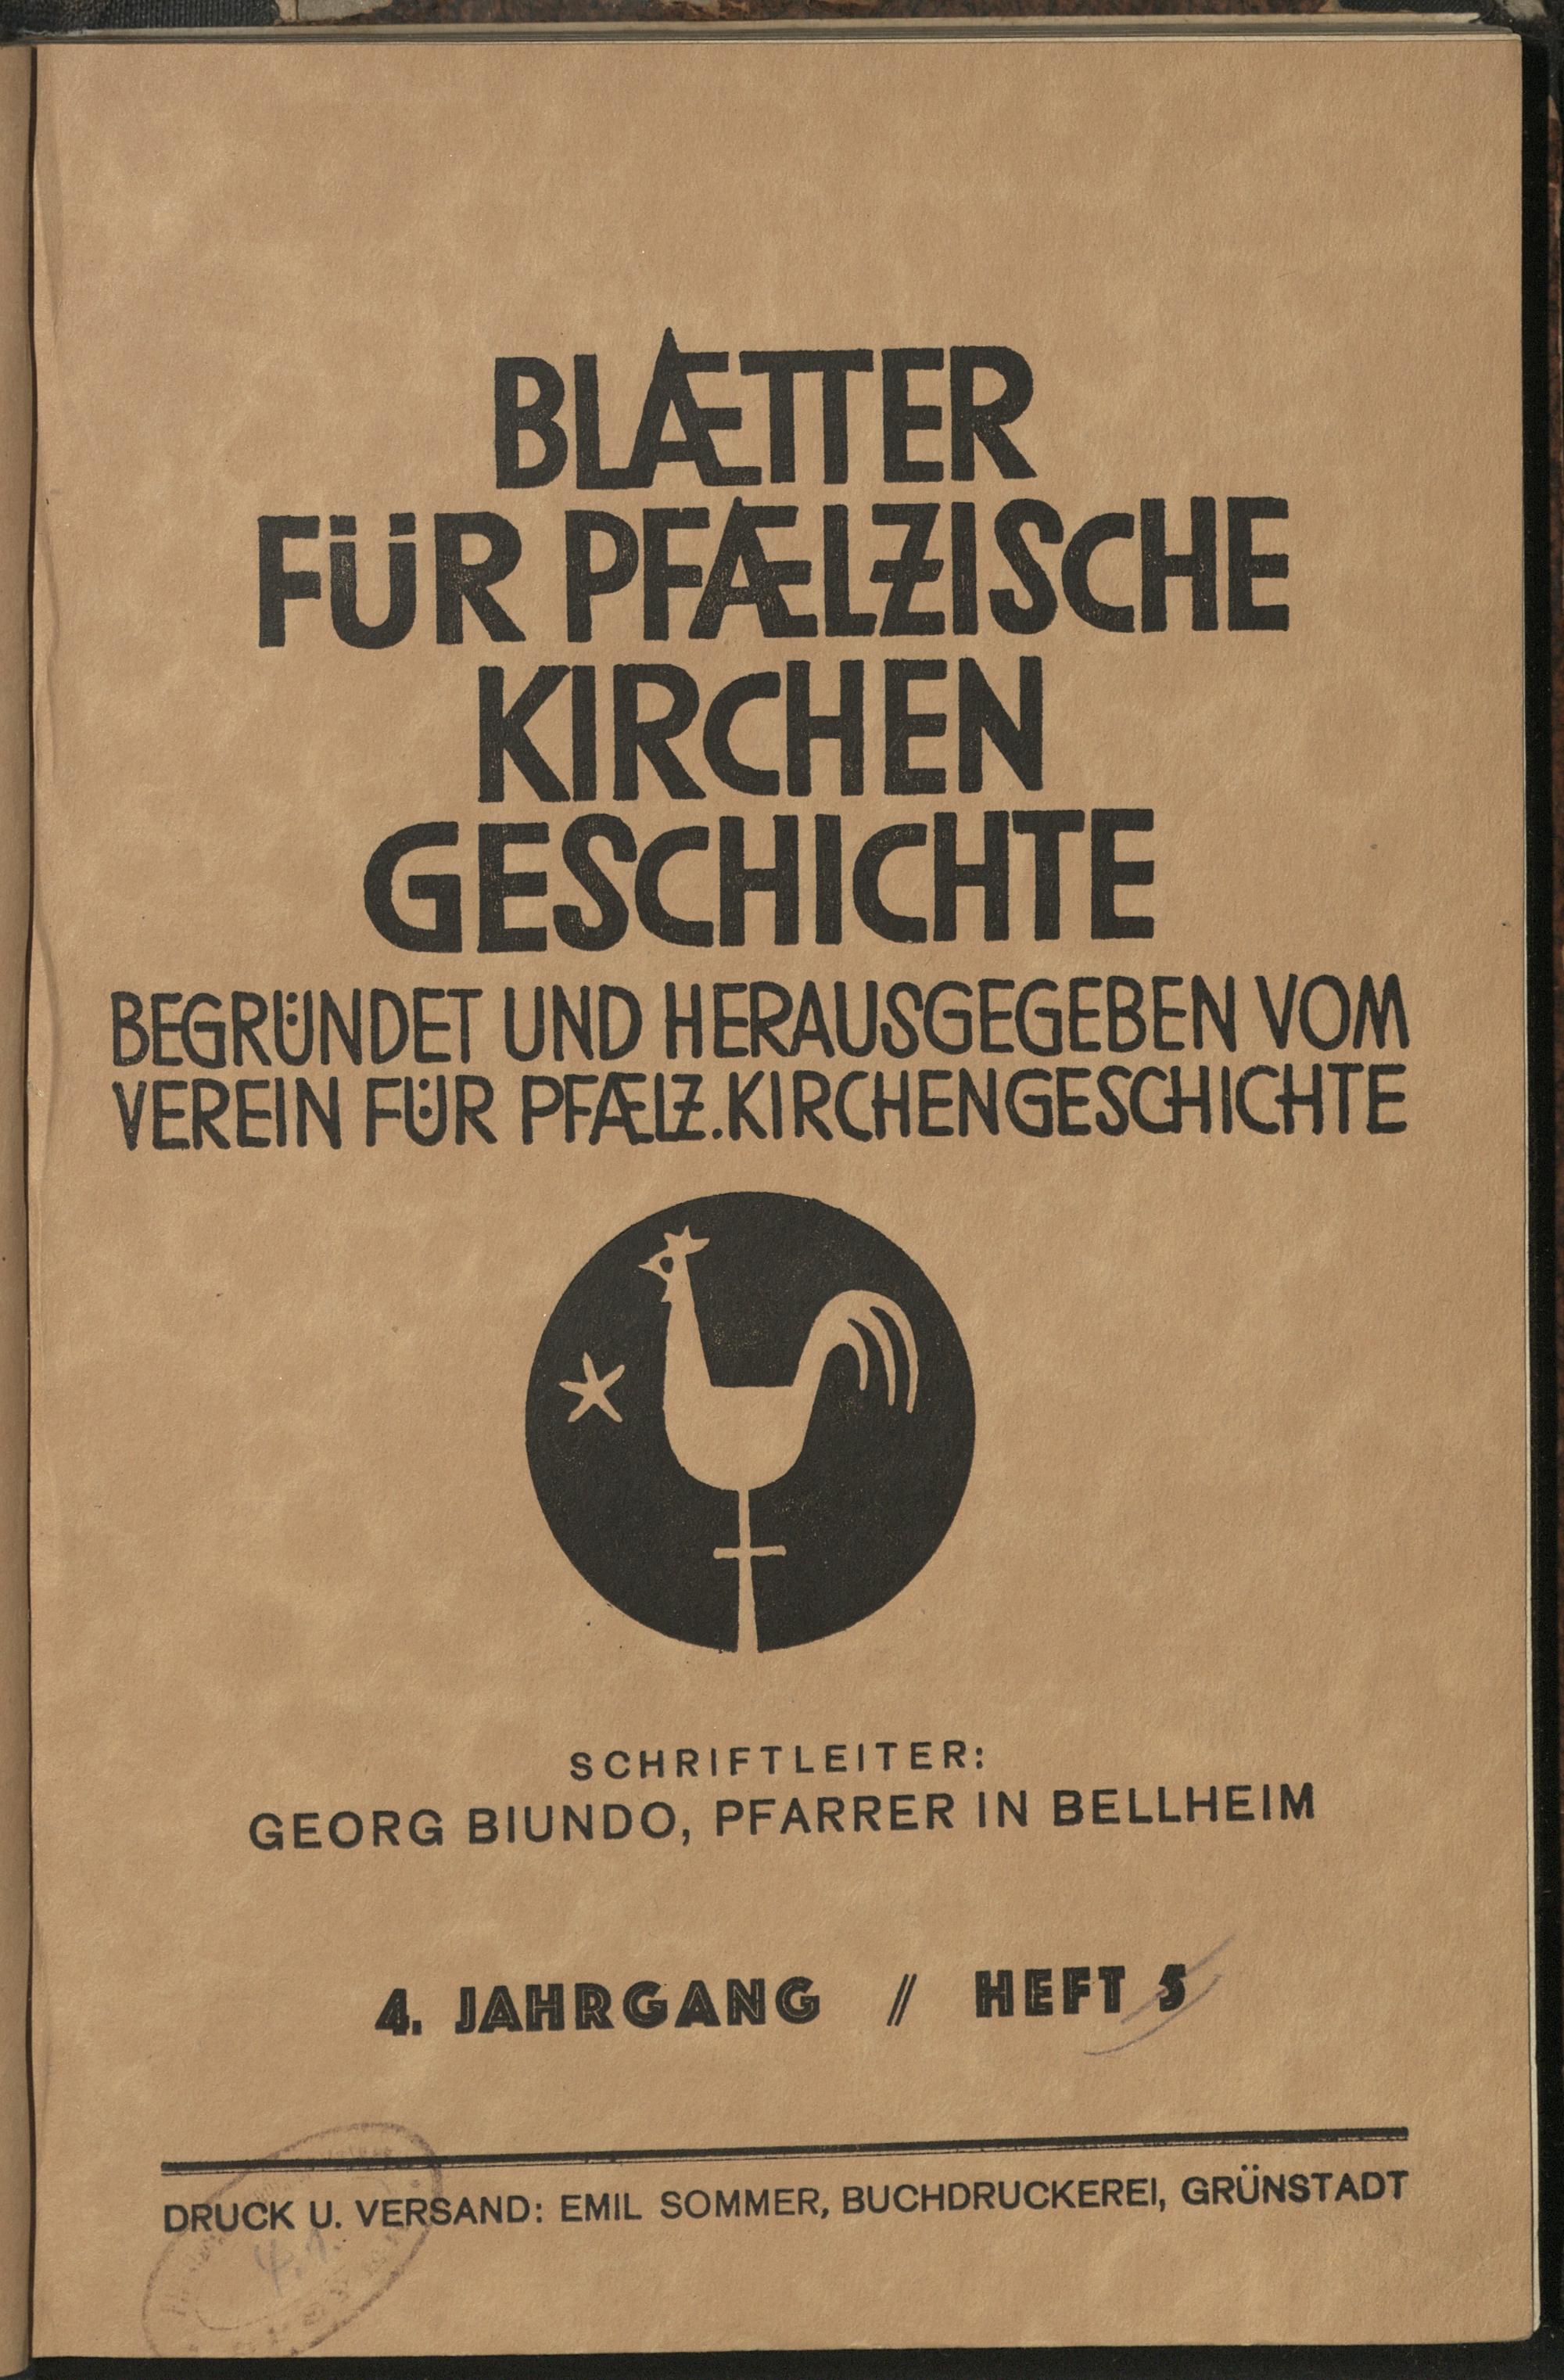 BLÆTTER
FÜR PFÆLZISCHE
KIRCHEN
GESCHICHTE
BEGRÜNDET UND HERAUSGEGEBEN VOM
VEREIN FÜR PFÆLZ. KIRCHENGESCHICHTE
SCHRIFTLEITER:
GEORG BIUNDO, PFARRER IN BELLHEIM
4. JAHRGANG // HEFT 5
DRUCK U. VERSAND: EMIL SOMMER, BUCHDRUCKEREI, GRÜNSTADT